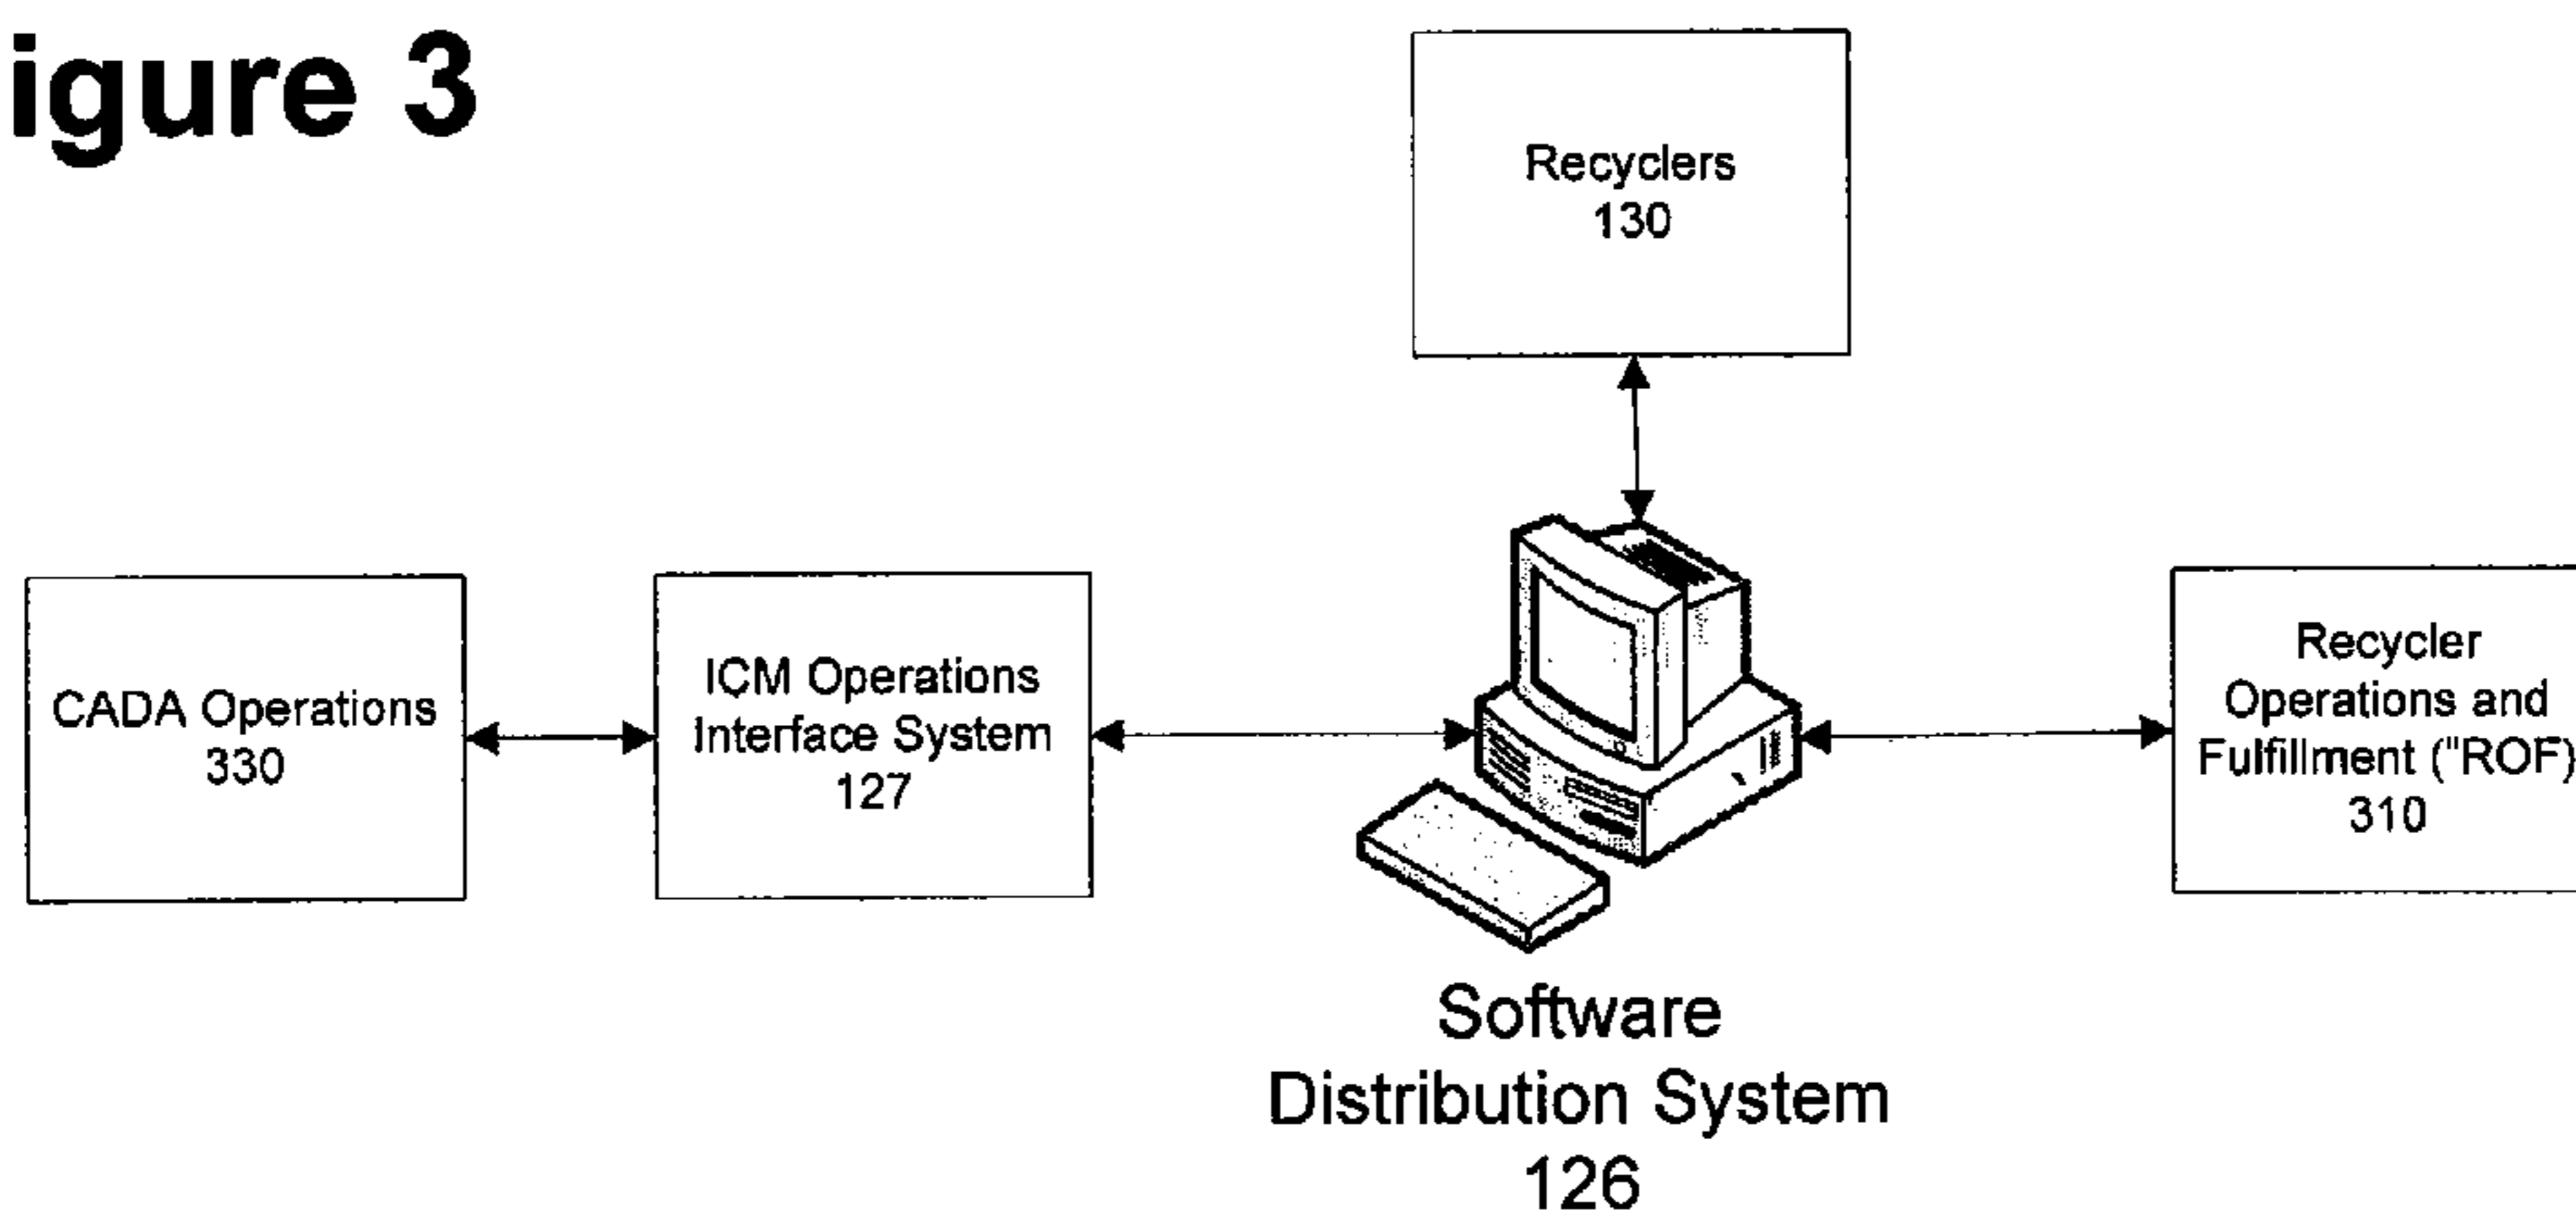 igure 3
Recyclers
130
CADA Operations
330
ICM Operations
Interface System
127
Recycler
Operations and
Fulfillment ("ROF)
310
Software
Distribution System
126